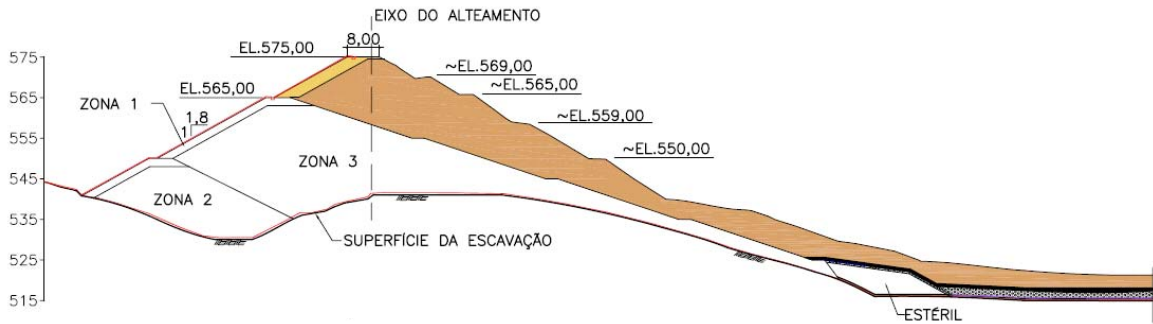 EIXO DO ALTEAMENTO
8,00
EL.575,00
575
~EL.569,00
~EL.565,00
565
EL.565,00
ZONA 1
1,8
1
~EL.559,00
555
~EL.550,00
ZONA 3
545
ZONA 2
535
SUPERFÍCIE DA ESCAVAÇÃO
525
515
ESTÉRIL